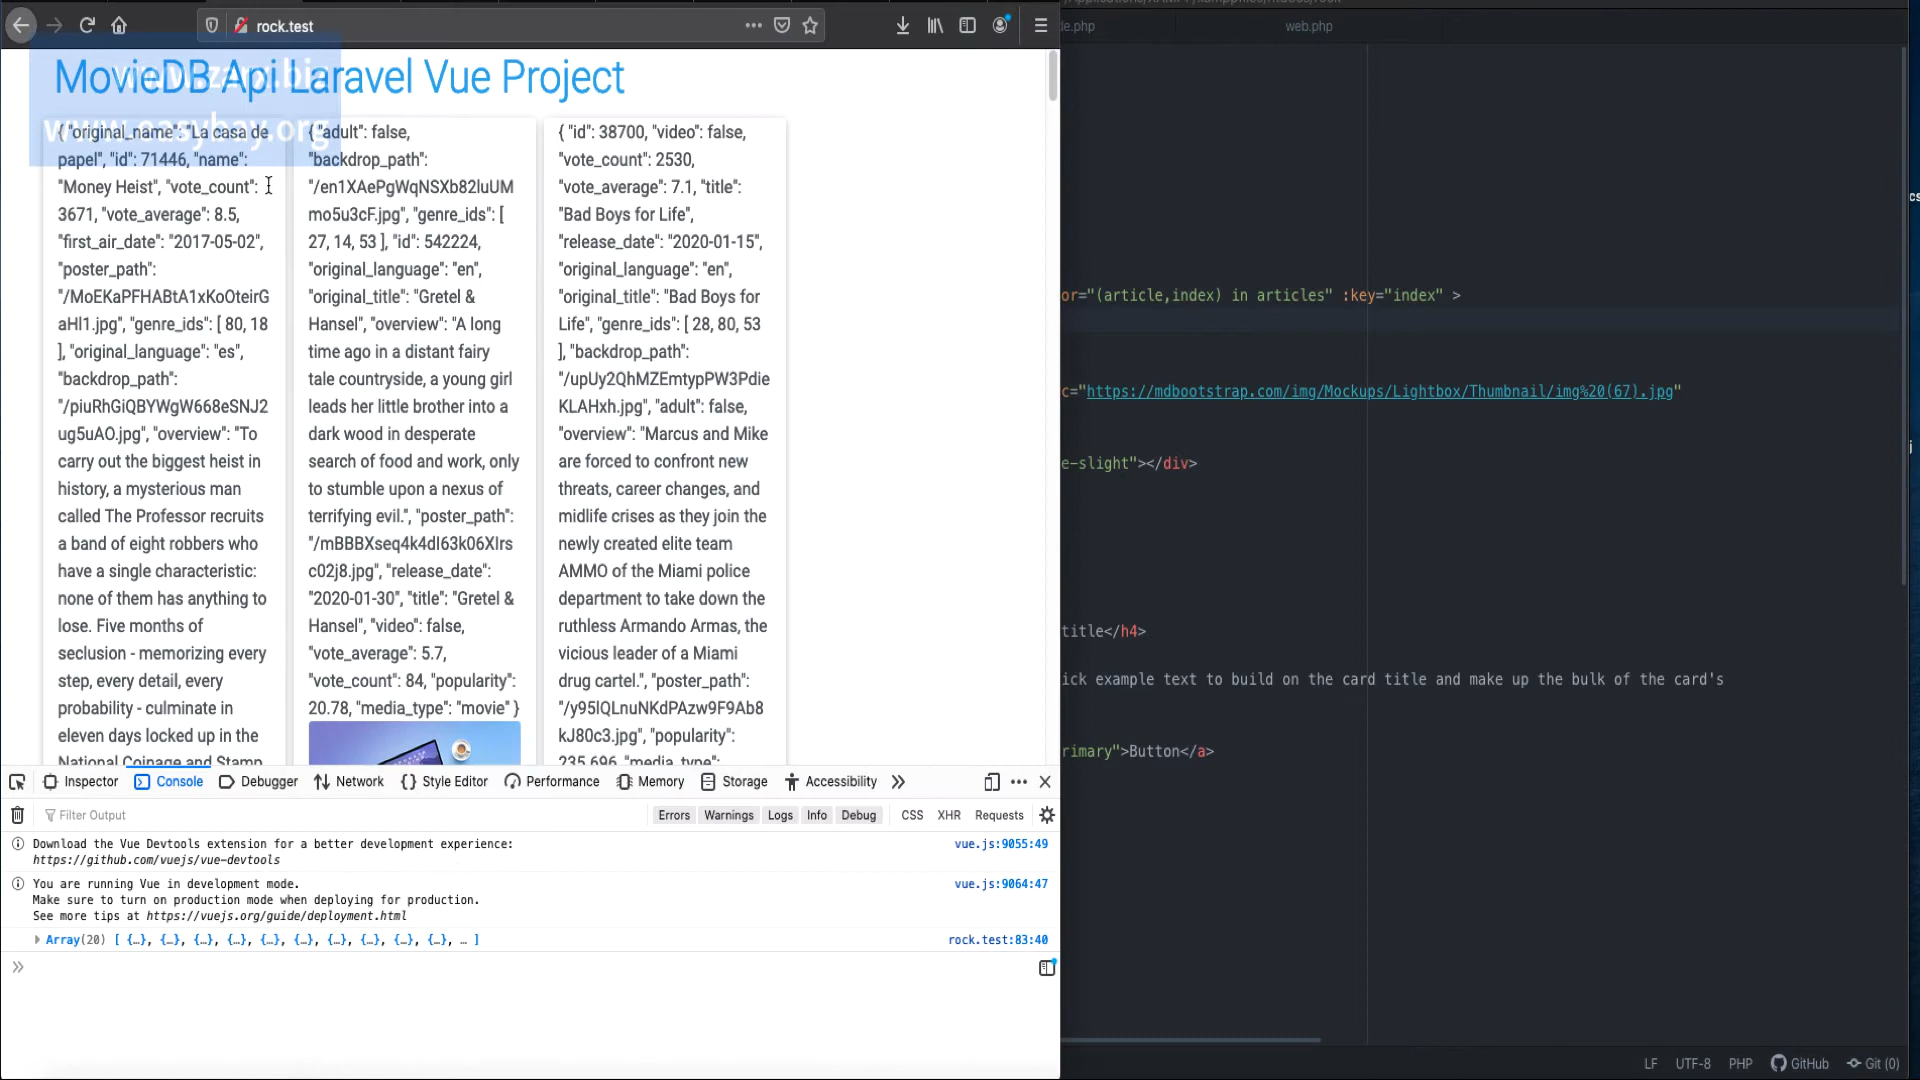 rock.test
web.php
MovieDB Api Laravel Vue Project
www.easybay.org
{ "original_name": "La casa de
papel", "id": 71446, "name":
"Money Heist", "vote_count":
3671, "vote_average": 8.5,
"first_air_date": "2017-05-02",
"poster_path":
"/MoEKaPFHABtA1xKoOteirG
aHl1.jpg", "genre_ids": [ 80, 18
], "original_language": "es",
"backdrop_path":
"/piuRhGiQBYWgW668eSNJ2
ug5uAO.jpg", "overview": "To
carry out the biggest heist in
history, a mysterious man
called The Professor recruits
a band of eight robbers who
have a single characteristic:
none of them has anything to
lose. Five months of
seclusion - memorizing every
step, every detail, every
probability - culminate in
eleven days locked up in the
National Coinage and Stamp
{ "adult": false,
"backdrop_path":
"/en1XAePgWqNSXb82luUM
mo5u3cF.jpg", "genre_ids": [
27, 14, 53 ], "id": 542224,
"original_language": "en",
"original_title": "Gretel &
Hansel", "overview": "A long
time ago in a distant fairy
tale countryside, a young girl
leads her little brother into a
dark wood in desperate
search of food and work, only
to stumble upon a nexus of
terrifying evil.", "poster_path":
"/mBBBXseq4k4dI63k06XIrs
c02j8.jpg", "release_date":
"2020-01-30", "title": "Gretel &
Hansel", "video": false,
"vote_average": 5.7,
"vote_count": 84, "popularity":
20.78, "media_type": "movie" }
{ "id": 38700, "video": false,
"vote_count": 2530,
"vote_average": 7.1, "title":
"Bad Boys for Life",
"release_date": "2020-01-15",
"original_language": "en",
"original_title": "Bad Boys for
Life", "genre_ids": [ 28, 80, 53
], "backdrop_path":
"/upUy2QhMZEmtypPW3Pdie
KLAHxh.jpg", "adult": false,
"overview": "Marcus and Mike
are forced to confront new
threats, career changes, and
midlife crises as they join the
newly created elite team
AMMO of the Miami police
department to take down the
ruthless Armando Armas, the
vicious leader of a Miami
drug cartel.", "poster_path":
"/y95lQLnuNKdPAzw9F9Ab8
kJ80c3.jpg", "popularity":
235.696, "media_type":
or="(article,index) in articles" :key="index" >
c="https://mdbootstrap.com/img/Mockups/Lightbox/Thumbnail/img%20(67).jpg"
e-slight"></div>
title</h4>
ick example text to build on the card title and make up the bulk of the card's
rimary">Button</a>
Inspector Console Debugger Network {} Style Editor Performance Memory Storage Accessibility
Filter Output Errors Warnings Logs Info Debug CSS XHR Requests
Download the Vue Devtools extension for a better development experience: vue.js:9055:49
https://github.com/vuejs/vue-devtools
You are running Vue in development mode. vue.js:9064:47
Make sure to turn on production mode when deploying for production.
See more tips at https://vuejs.org/guide/deployment.html
Array(20) [ {…}, {…}, {…}, {…}, {…}, {…}, {…}, {…}, {…}, {…}, … ] rock.test:83:40
LF UTF-8 PHP GitHub Git (0)